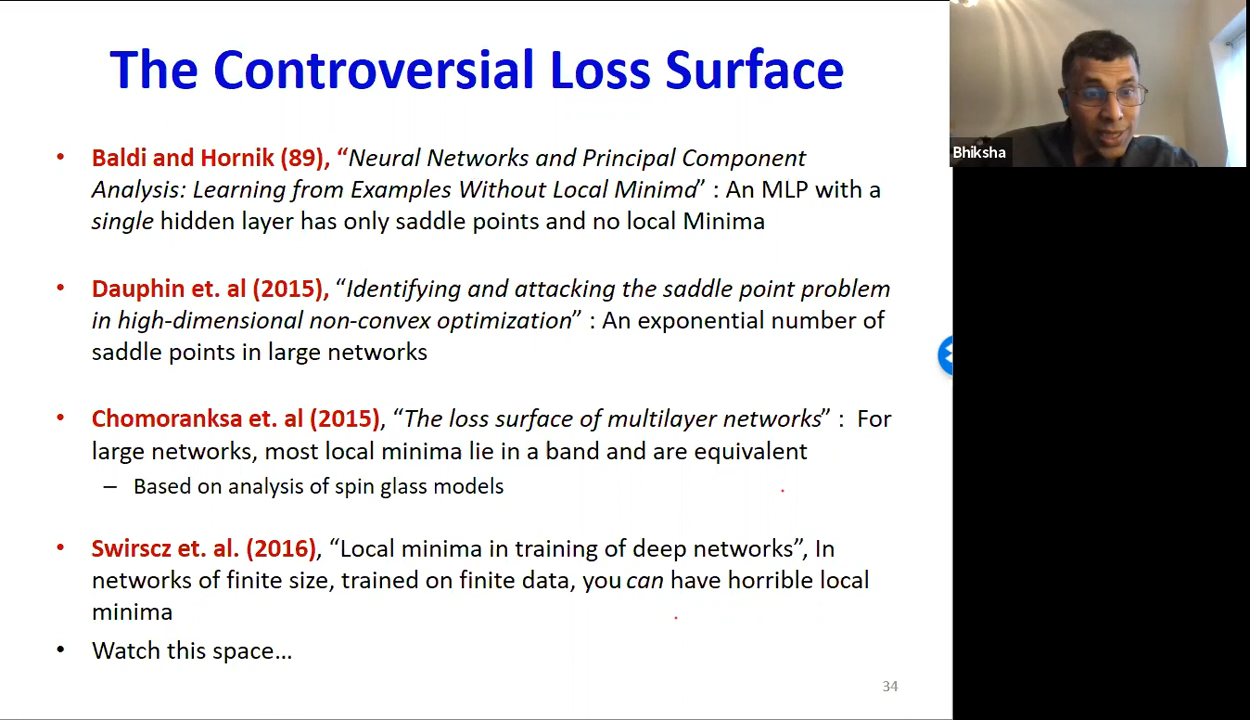 The Controversial Loss Surface
Bhiksha
• Baldi and Hornik (89), “Neural Networks and Principal Component
Analysis: Learning from Examples Without Local Minima” : An MLP with a
single hidden layer has only saddle points and no local Minima
• Dauphin et. al (2015), “Identifying and attacking the saddle point problem
in high-dimensional non-convex optimization” : An exponential number of
saddle points in large networks
• Chomoranksa et. al (2015), “The loss surface of multilayer networks” : For
large networks, most local minima lie in a band and are equivalent
– Based on analysis of spin glass models
• Swirscz et. al. (2016), “Local minima in training of deep networks”, In
networks of finite size, trained on finite data, you can have horrible local
minima
• Watch this space…
34